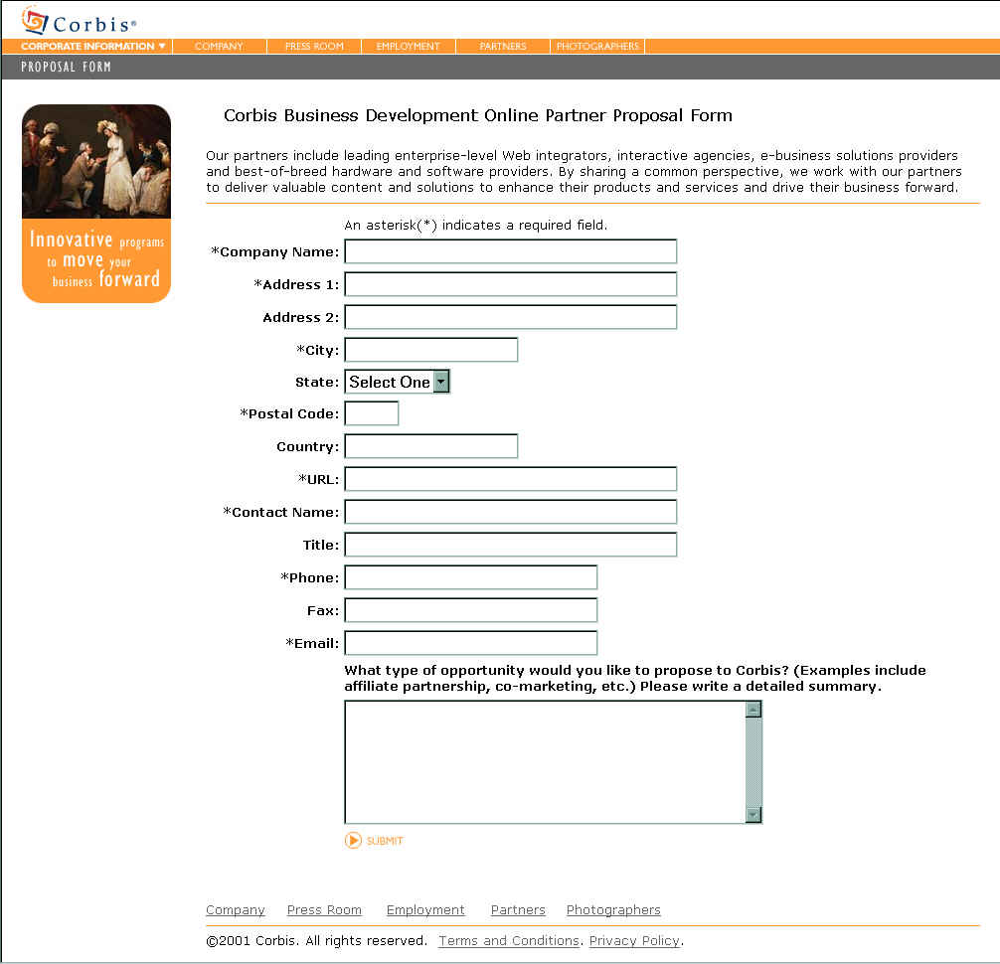 Corbis®
CORPORATE INFORMATION ▼ COMPANY PRESS ROOM EMPLOYMENT PARTNERS PHOTOGRAPHERS
PROPOSAL FORM
Corbis Business Development Online Partner Proposal Form
Our partners include leading enterprise-level Web integrators, interactive agencies, e-business solutions providers
and best-of-breed hardware and software providers. By sharing a common perspective, we work with our partners
to deliver valuable content and solutions to enhance their products and services and drive their business forward.
Innovative programs
to move your
business forward
An asterisk(*) indicates a required field.
*Company Name:
*Address 1:
Address 2:
*City:
State: Select One
*Postal Code:
Country:
*URL:
*Contact Name:
Title:
*Phone:
Fax:
*Email:
What type of opportunity would you like to propose to Corbis? (Examples include
affiliate partnership, co-marketing, etc.) Please write a detailed summary.
SUBMIT
Company Press Room Employment Partners Photographers
©2001 Corbis. All rights reserved. Terms and Conditions. Privacy Policy.